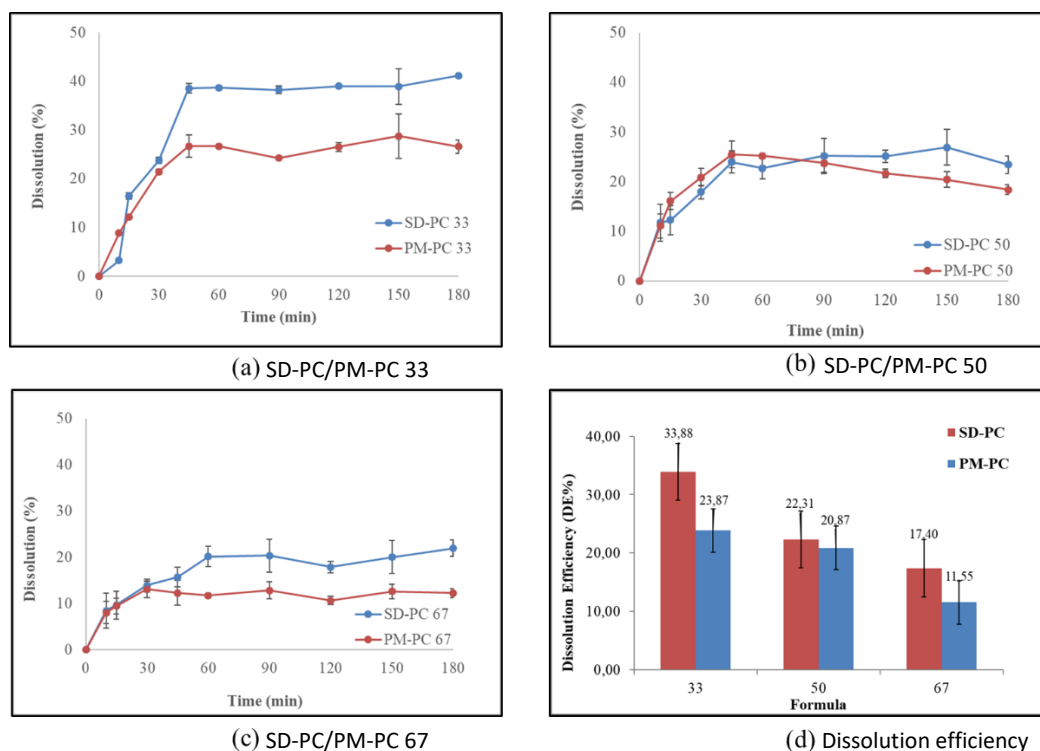 50
40
30
20
10
0
Dissolution (%)
SD-PC 33
PM-PC 33
0 30 60 90 120 150 180
Time (min)
(a) SD-PC/PM-PC 33
50
40
30
20
10
0
Dissolution (%)
SD-PC 50
PM-PC 50
0 30 60 90 120 150 180
Time (min)
(b) SD-PC/PM-PC 50
50
40
30
20
10
0
Dissolution (%)
SD-PC 67
PM-PC 67
0 30 60 90 120 150 180
Time (min)
(c) SD-PC/PM-PC 67
40,00
30,00
20,00
10,00
0,00
Dissolution Efficiency (DE%)
SD-PC
PM-PC
33,88
23,87
22,31
20,87
17,40
11,55
33 50 67
Formula
(d) Dissolution efficiency